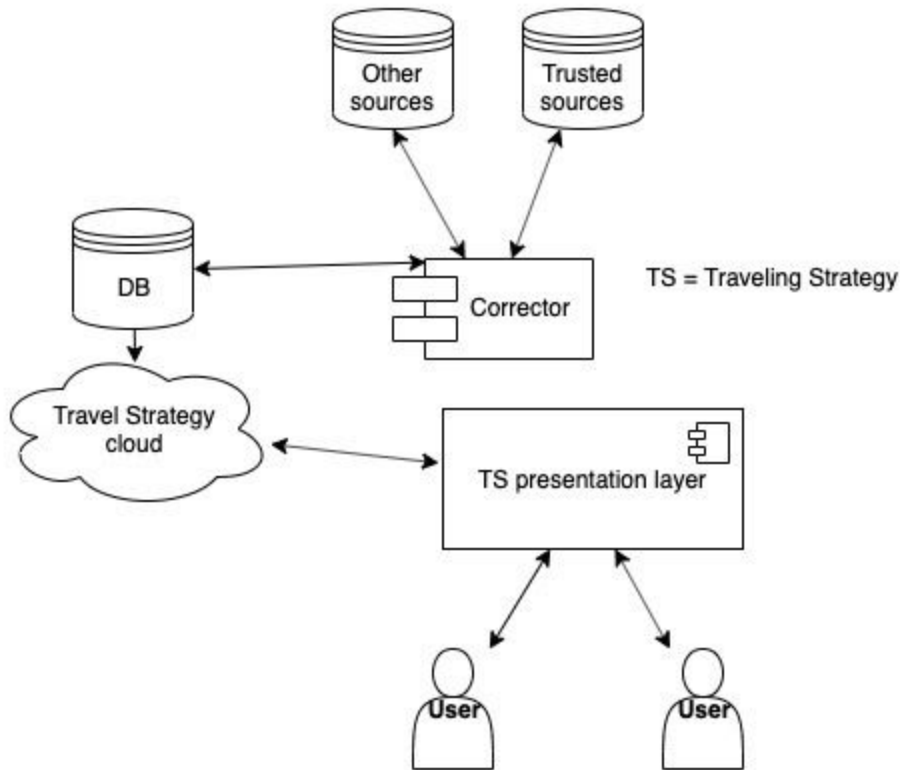 Other
sources
Trusted
sources
DB
Corrector
TS = Traveling Strategy
Travel Strategy
cloud
TS presentation layer
User
User